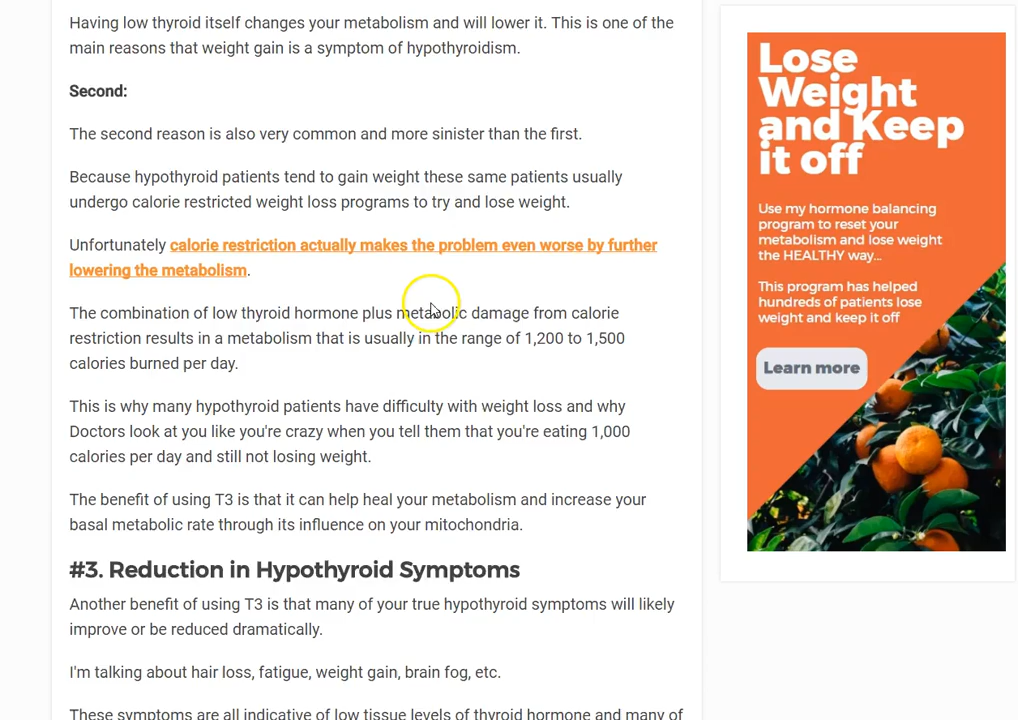 Having low thyroid itself changes your metabolism and will lower it. This is one of the
main reasons that weight gain is a symptom of hypothyroidism.
Second:
The second reason is also very common and more sinister than the first.
Because hypothyroid patients tend to gain weight these same patients usually
undergo calorie restricted weight loss programs to try and lose weight.
Unfortunately calorie restriction actually makes the problem even worse by further
lowering the metabolism.
The combination of low thyroid hormone plus metabolic damage from calorie
restriction results in a metabolism that is usually in the range of 1,200 to 1,500
calories burned per day.
This is why many hypothyroid patients have difficulty with weight loss and why
Doctors look at you like you're crazy when you tell them that you're eating 1,000
calories per day and still not losing weight.
The benefit of using T3 is that it can help heal your metabolism and increase your
basal metabolic rate through its influence on your mitochondria.
#3. Reduction in Hypothyroid Symptoms
Another benefit of using T3 is that many of your true hypothyroid symptoms will likely
improve or be reduced dramatically.
I'm talking about hair loss, fatigue, weight gain, brain fog, etc.
These symptoms are all indicative of low tissue levels of thyroid hormone and many of
Lose
Weight
and Keep
it off
Use my hormone balancing
program to reset your
metabolism and lose weight
the HEALTHY way...
This program has helped
hundreds of patients lose
weight and keep it off
Learn more